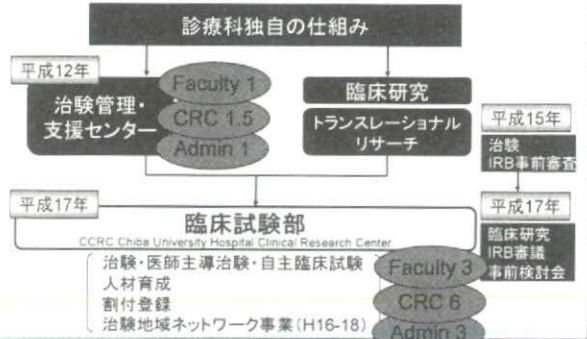 診療科独自の仕組み
平成12年
治験管理・
支援センター
Faculty 1
CRC 1.5
Admin 1
臨床研究
トランスレーショナル
リサーチ
平成15年
治験
IRB事前審査
平成17年
臨床試験部
CCRC Chiba University Hospital Clinical Research Center
治験・医師主導治験・自主臨床試験
人材育成
割付登録
治験地域ネットワーク事業(H16-18)
Faculty 3
CRC 6
Admin 3
平成17年
臨床研究
IRB審議
事前検討会